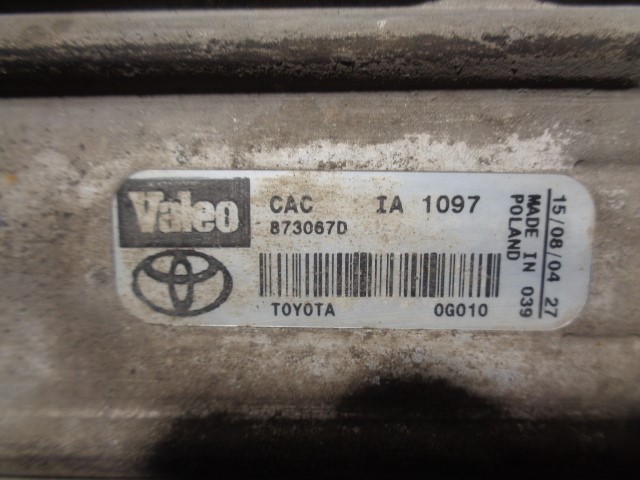 Valeo
CAC IA 1097
873067D
TOYOTA 0G010
15/08/04 27
MADE IN 039
POLAND